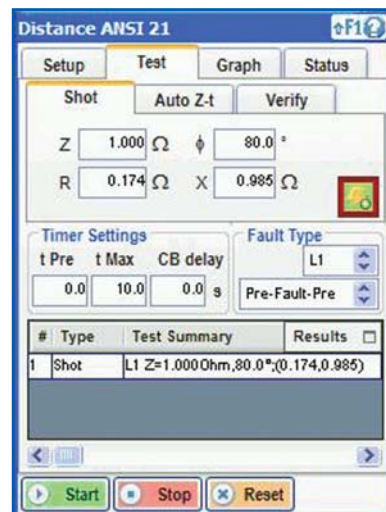 Distance ANSI 21 F1
Setup Test Graph Status
Shot Auto Z-t Verify
Z 1.000 Ω ϕ 80.0 °
R 0.174 Ω X 0.985 Ω
Timer Settings Fault Type
t Pre t Max CB delay L1
0.0 10.0 0.0 s Pre-Fault-Pre
# Type Test Summary Results
1 Shot L1 Z=1.000Ohm,80.0°;(0.174,0.985)
Start Stop Reset